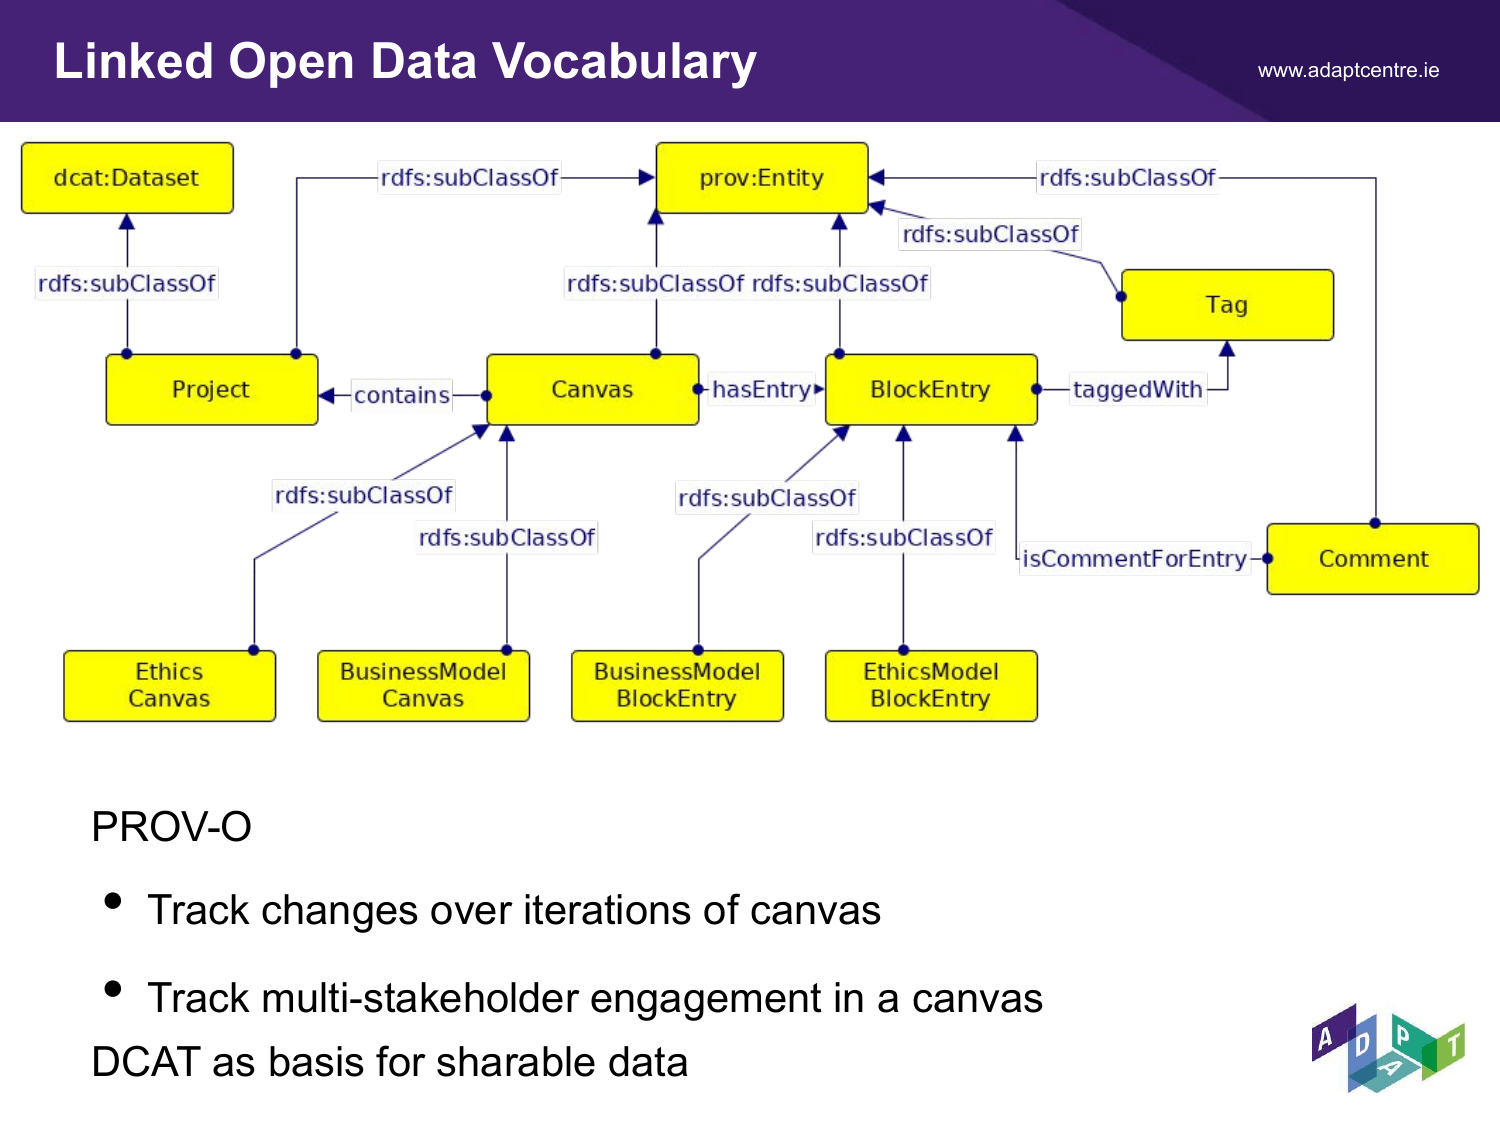 Linked Open Data Vocabulary
www.adaptcentre.ie
dcat:Dataset
rdfs:subClassOf
prov:Entity
rdfs:subClassOf
rdfs:subClassOf
rdfs:subClassOf
rdfs:subClassOf
rdfs:subClassOf
Tag
Project
contains
Canvas
hasEntry
BlockEntry
taggedWith
rdfs:subClassOf
rdfs:subClassOf
rdfs:subClassOf
rdfs:subClassOf
isCommentForEntry
Comment
Ethics
Canvas
BusinessModel
Canvas
BusinessModel
BlockEntry
EthicsModel
BlockEntry
PROV-O
• Track changes over iterations of canvas
• Track multi-stakeholder engagement in a canvas
DCAT as basis for sharable data
ADAPT